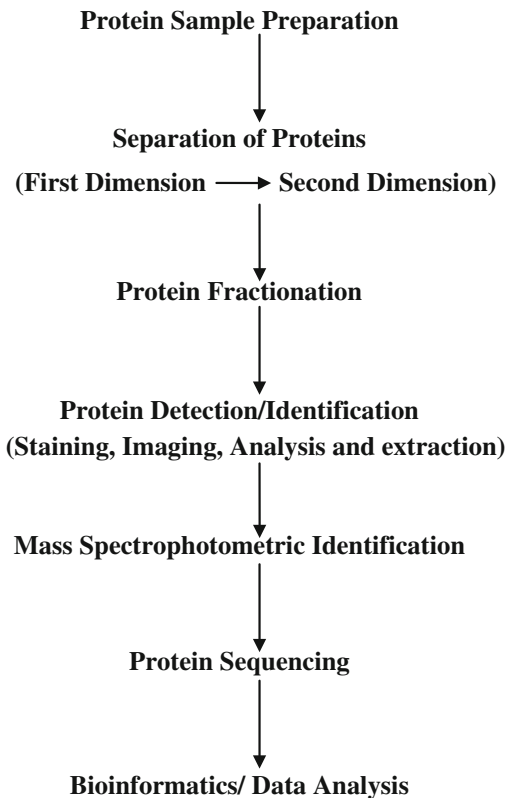 Protein Sample Preparation
Separation of Proteins
(First Dimension Second Dimension)
Protein Fractionation
Protein Detection/Identification
(Staining, Imaging, Analysis and extraction)
Mass Spectrophotometric Identification
Protein Sequencing
Bioinformatics/ Data Analysis